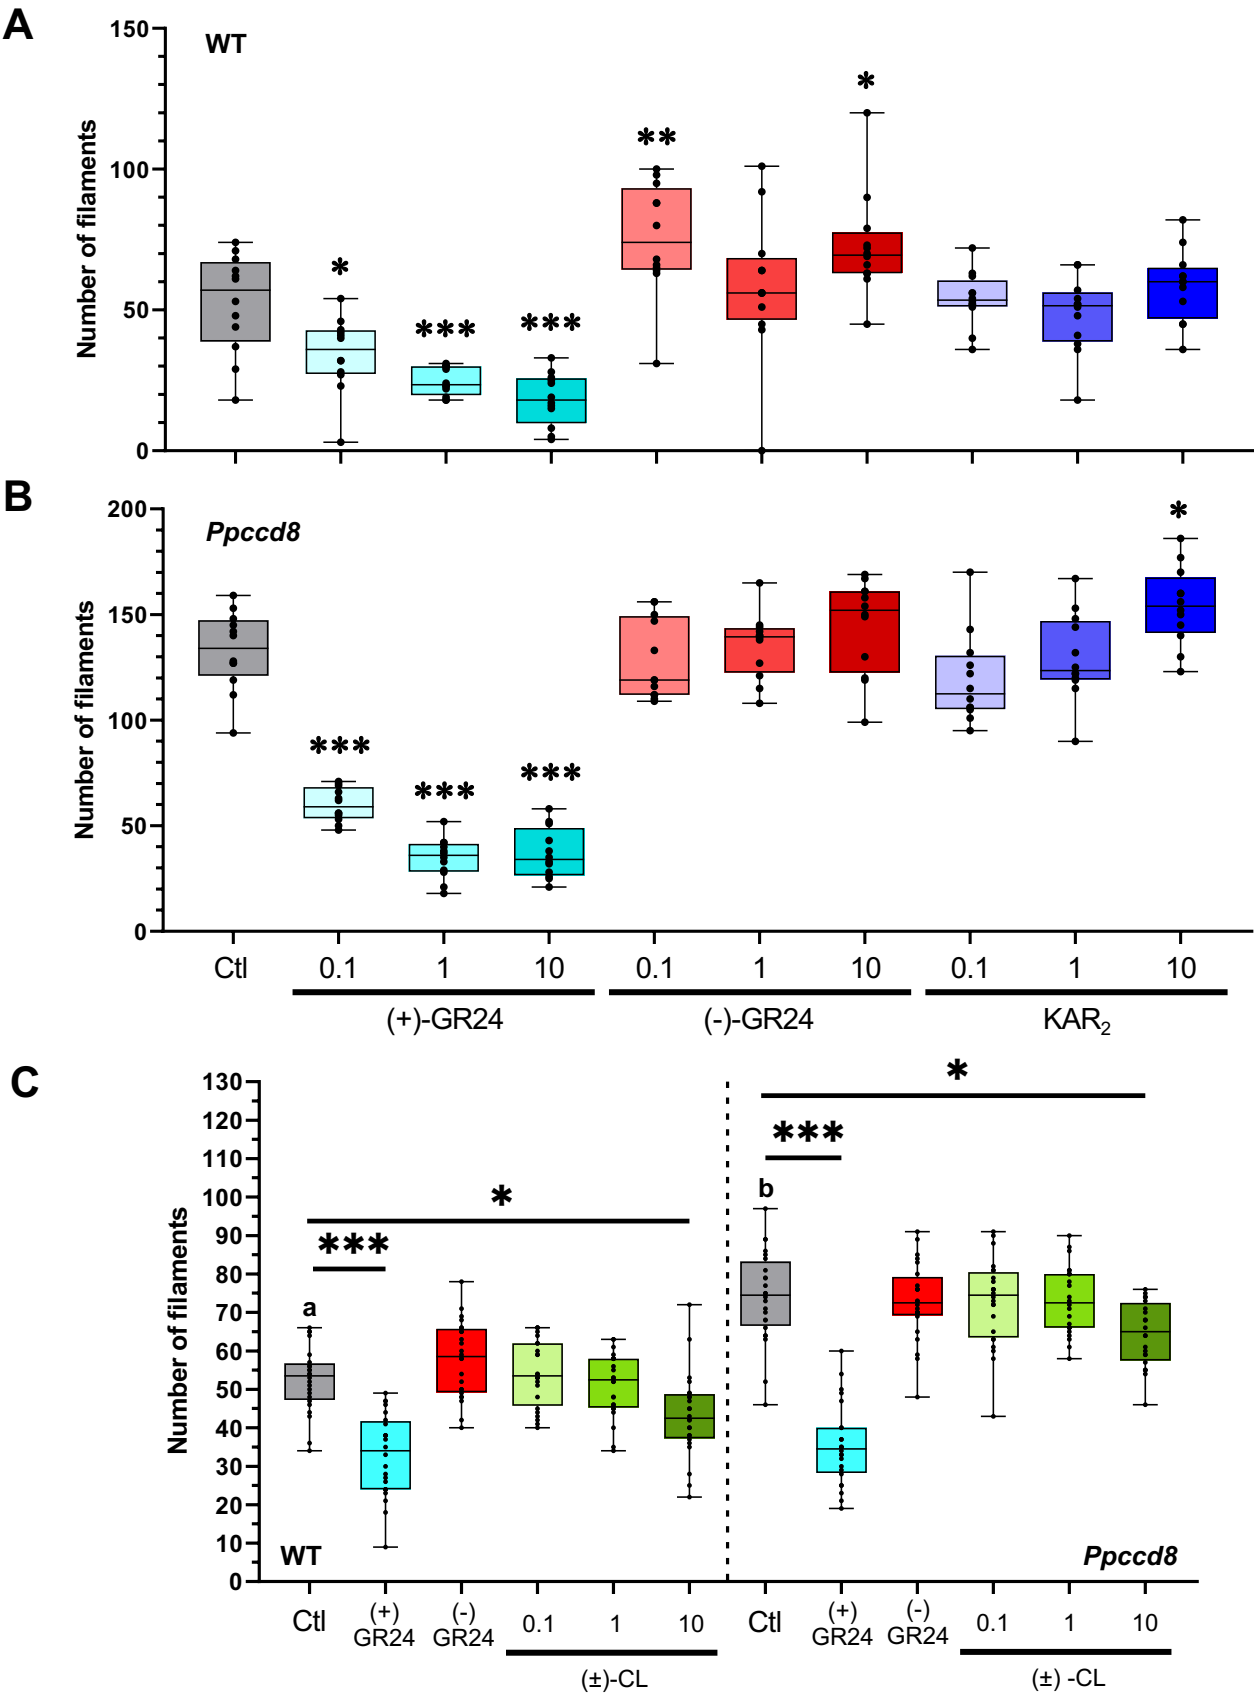 A
WT
Number of filaments
150
100
50
0
*
***
***
**
*
B
Ppccd8
Number of filaments
200
150
100
50
0
***
***
***
*
Ctl 0.1 1 10 0.1 1 10 0.1 1 10
(+)-GR24 (-)-GR24 KAR₂
C
Number of filaments
130
120
110
100
90
80
70
60
50
40
30
20
10
0
*
***
a
*
***
b
WT
Ppccd8
Ctl (+) GR24 (-) GR24 0.1 1 10 Ctl (+) GR24 (-) GR24 0.1 1 10
(±)-CL (±) -CL